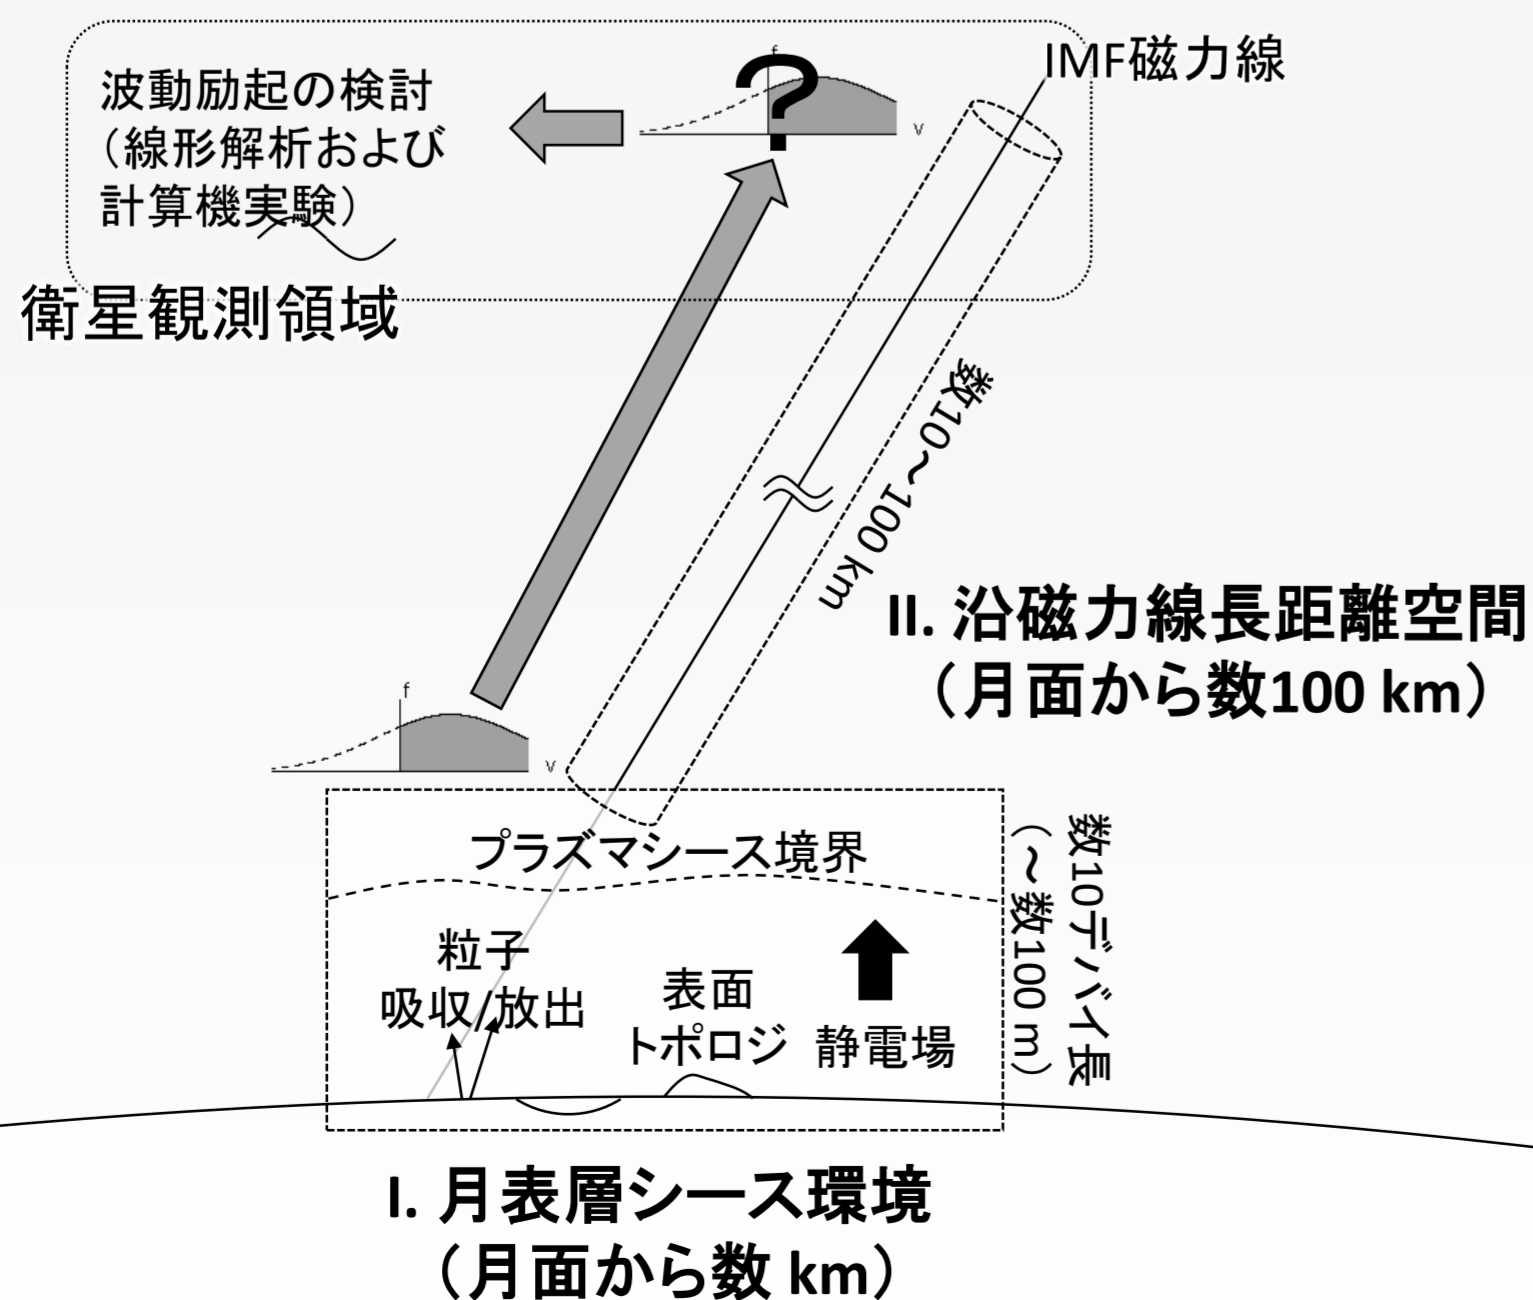 IMF磁力線
波動励起の検討
（線形解析および
計算機実験）
f
?
v
衛星観測領域
数10～100 km
II. 沿磁力線長距離空間
（月面から数100 km）
f
v
プラズマシース境界
粒子
吸収/放出
表面
トポロジ
静電場
数10デバイ長
（～数100 m）
I. 月表層シース環境
（月面から数 km）